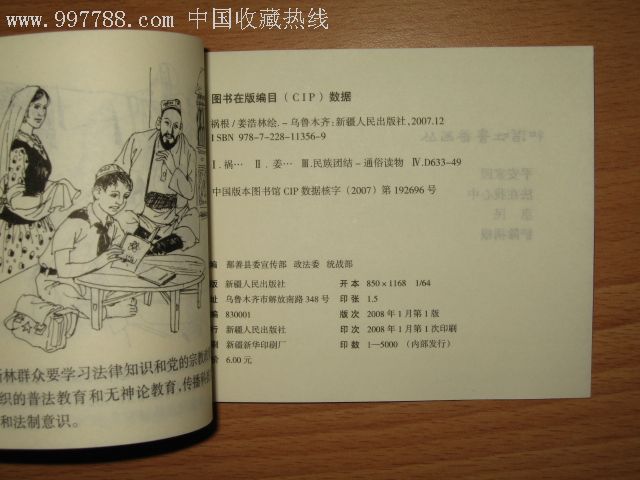 www.997788.com 中国收藏热线
图书在版编目（CIP）数据
祸根/姜浩林绘.－乌鲁木齐:新疆人民出版社,2007.12
ISBN 978-7-228-11356-9
Ⅰ.祸… Ⅱ.姜… Ⅲ.民族团结－通俗读物 Ⅳ.D633-49
中国版本图书馆CIP数据核字（2007）第192696号
编 鄯善县委宣传部 政法委 统战部
版 新疆人民出版社 开本 850×1168 1/64
址 乌鲁木齐市解放南路348号 印张 1.5
编 830001 版次 2008年1月第1版
行 新疆人民出版社 印次 2008年1月第1次印刷
刷 新疆新华印刷厂 印数 1—5000（内部发行）
价 6.00元
斯林群众要学习法律知识和党的宗教政
织的普法教育和无神论教育,传播科
和法制意识。